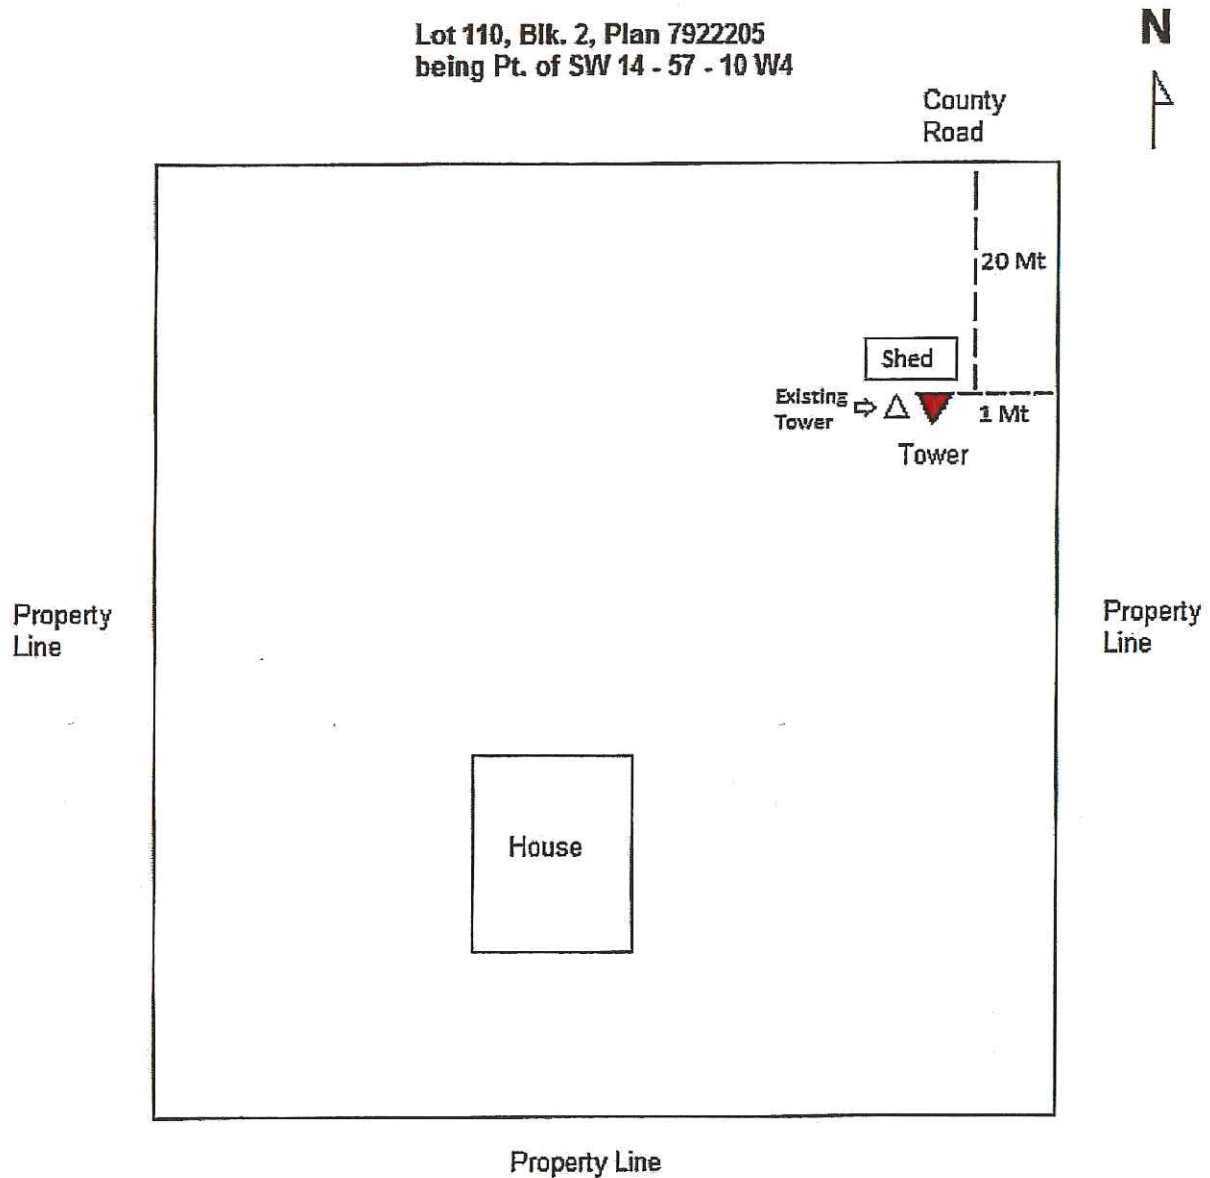 Lot 110, Blk. 2, Plan 7922205
being Pt. of SW 14 - 57 - 10 W4
N
County
Road
20 Mt
Shed
Existing
Tower
1 Mt
Tower
Property
Line
Property
Line
House
Property Line